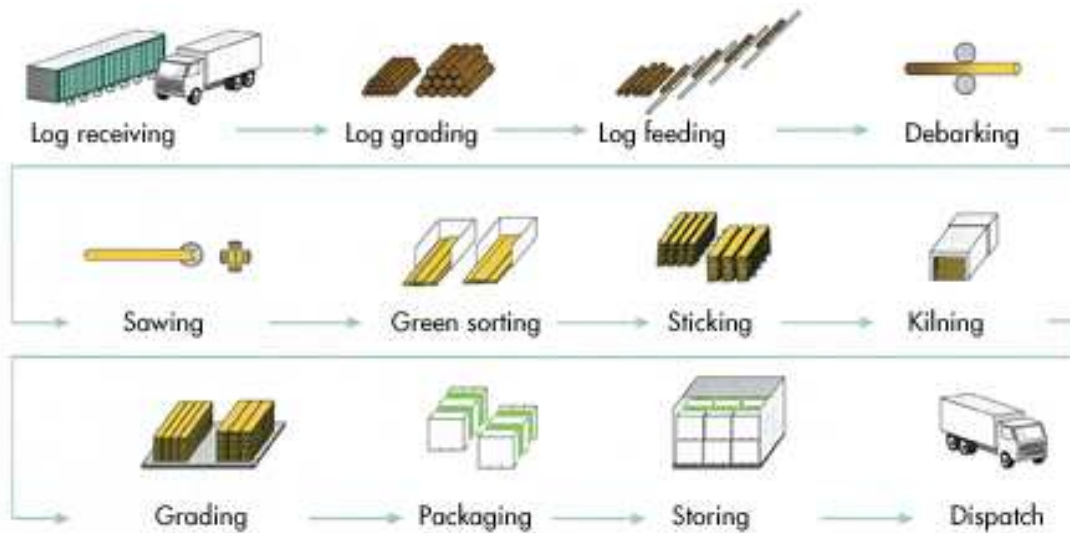 Log receiving
Log grading
Log feeding
Debarking
Sawing
Green sorting
Sticking
Kilning
Grading
Packaging
Storing
Dispatch